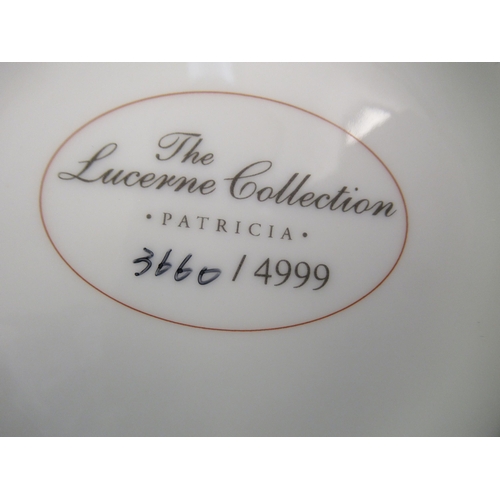 The
Lucerne Collection
• PATRICIA •
3660 / 4999